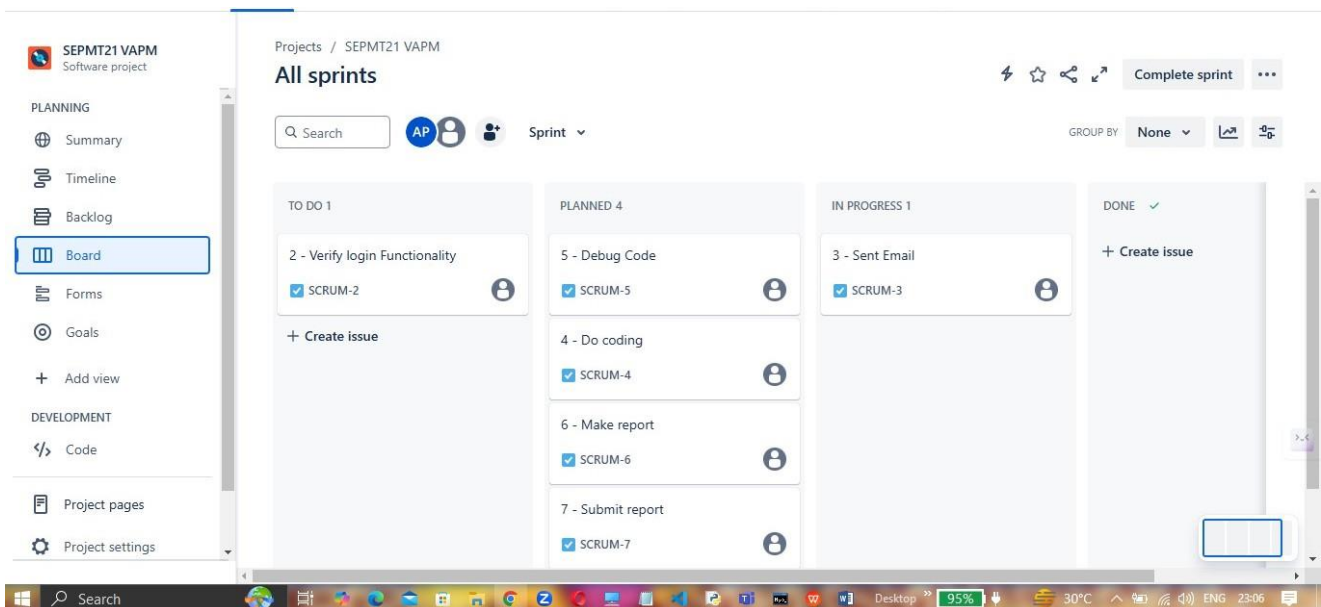 SEPMT21 VAPM
Software project
PLANNING
Summary
Timeline
Backlog
Board
Forms
Goals
+ Add view
DEVELOPMENT
Code
Project pages
Project settings
Projects / SEPMT21 VAPM
All sprints
Complete sprint
Search
AP
Sprint
GROUP BY None
TO DO 1
2 - Verify login Functionality
SCRUM-2
+ Create issue
PLANNED 4
5 - Debug Code
SCRUM-5
4 - Do coding
SCRUM-4
6 - Make report
SCRUM-6
7 - Submit report
SCRUM-7
IN PROGRESS 1
3 - Sent Email
SCRUM-3
DONE
+ Create issue
Search
Desktop
95%
30°C
ENG 23:06